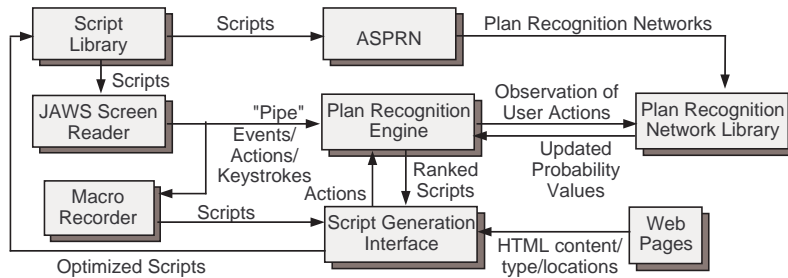 Script
Library
Scripts
ASPRN
Plan Recognition Networks
Scripts
JAWS Screen
Reader
"Pipe"
Events/
Actions/
Keystrokes
Plan Recognition
Engine
Observation of
User Actions
Plan Recognition
Network Library
Updated
Probability
Values
Macro
Recorder
Scripts
Actions
Ranked
Scripts
Script Generation
Interface
Web
Pages
HTML content/
type/locations
Optimized Scripts